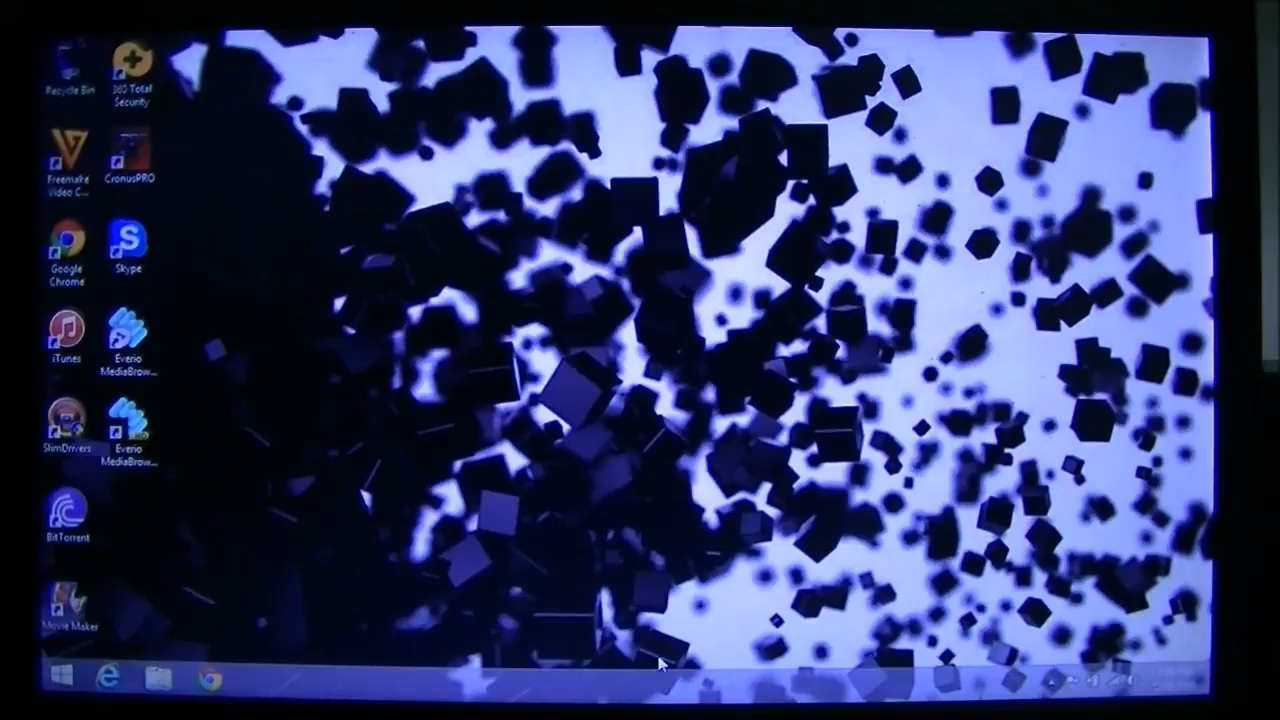 Recycle Bin
360 Total
Security
Freemake
Video C...
CronusPRO
Google
Chrome
Skype
iTunes
Everio
MediaBrow...
SlimDrivers
Everio
MediaBrow...
BitTorrent
Movie Maker